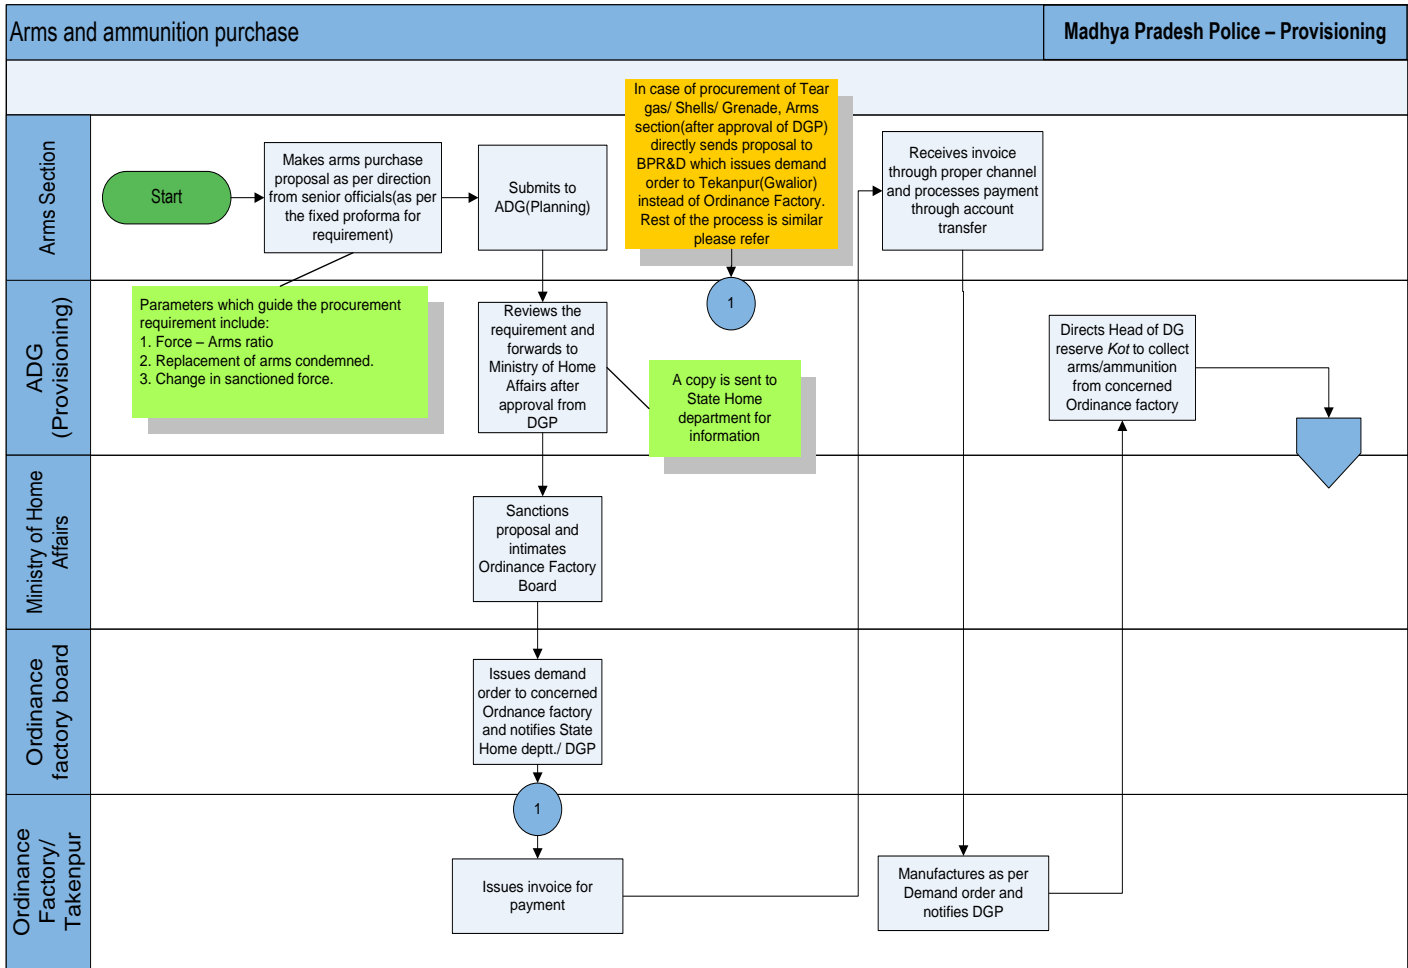 Arms and ammunition purchase
Madhya Pradesh Police – Provisioning
Arms Section
Start
Makes arms purchase
proposal as per direction
from senior officials(as per
the fixed proforma for
requirement)
Submits to
ADG(Planning)
In case of procurement of Tear
gas/ Shells/ Grenade, Arms
section(after approval of DGP)
directly sends proposal to
BPR&D which issues demand
order to Tekanpur(Gwalior)
instead of Ordinance Factory.
Rest of the process is similar
please refer
Receives invoice
through proper channel
and processes payment
through account
transfer
ADG
(Provisioning)
Parameters which guide the procurement
requirement include:
1. Force – Arms ratio
2. Replacement of arms condemned.
3. Change in sanctioned force.
Reviews the
requirement and
forwards to
Ministry of Home
Affairs after
approval from
DGP
1
A copy is sent to
State Home
department for
information
Directs Head of DG
reserve Kot to collect
arms/ammunition
from concerned
Ordinance factory
Ministry of Home
Affairs
Sanctions
proposal and
intimates
Ordinance Factory
Board
Ordinance
factory board
Issues demand
order to concerned
Ordnance factory
and notifies State
Home deptt./ DGP
Ordinance
Factory/
Takenpur
1
Issues invoice for
payment
Manufactures as per
Demand order and
notifies DGP